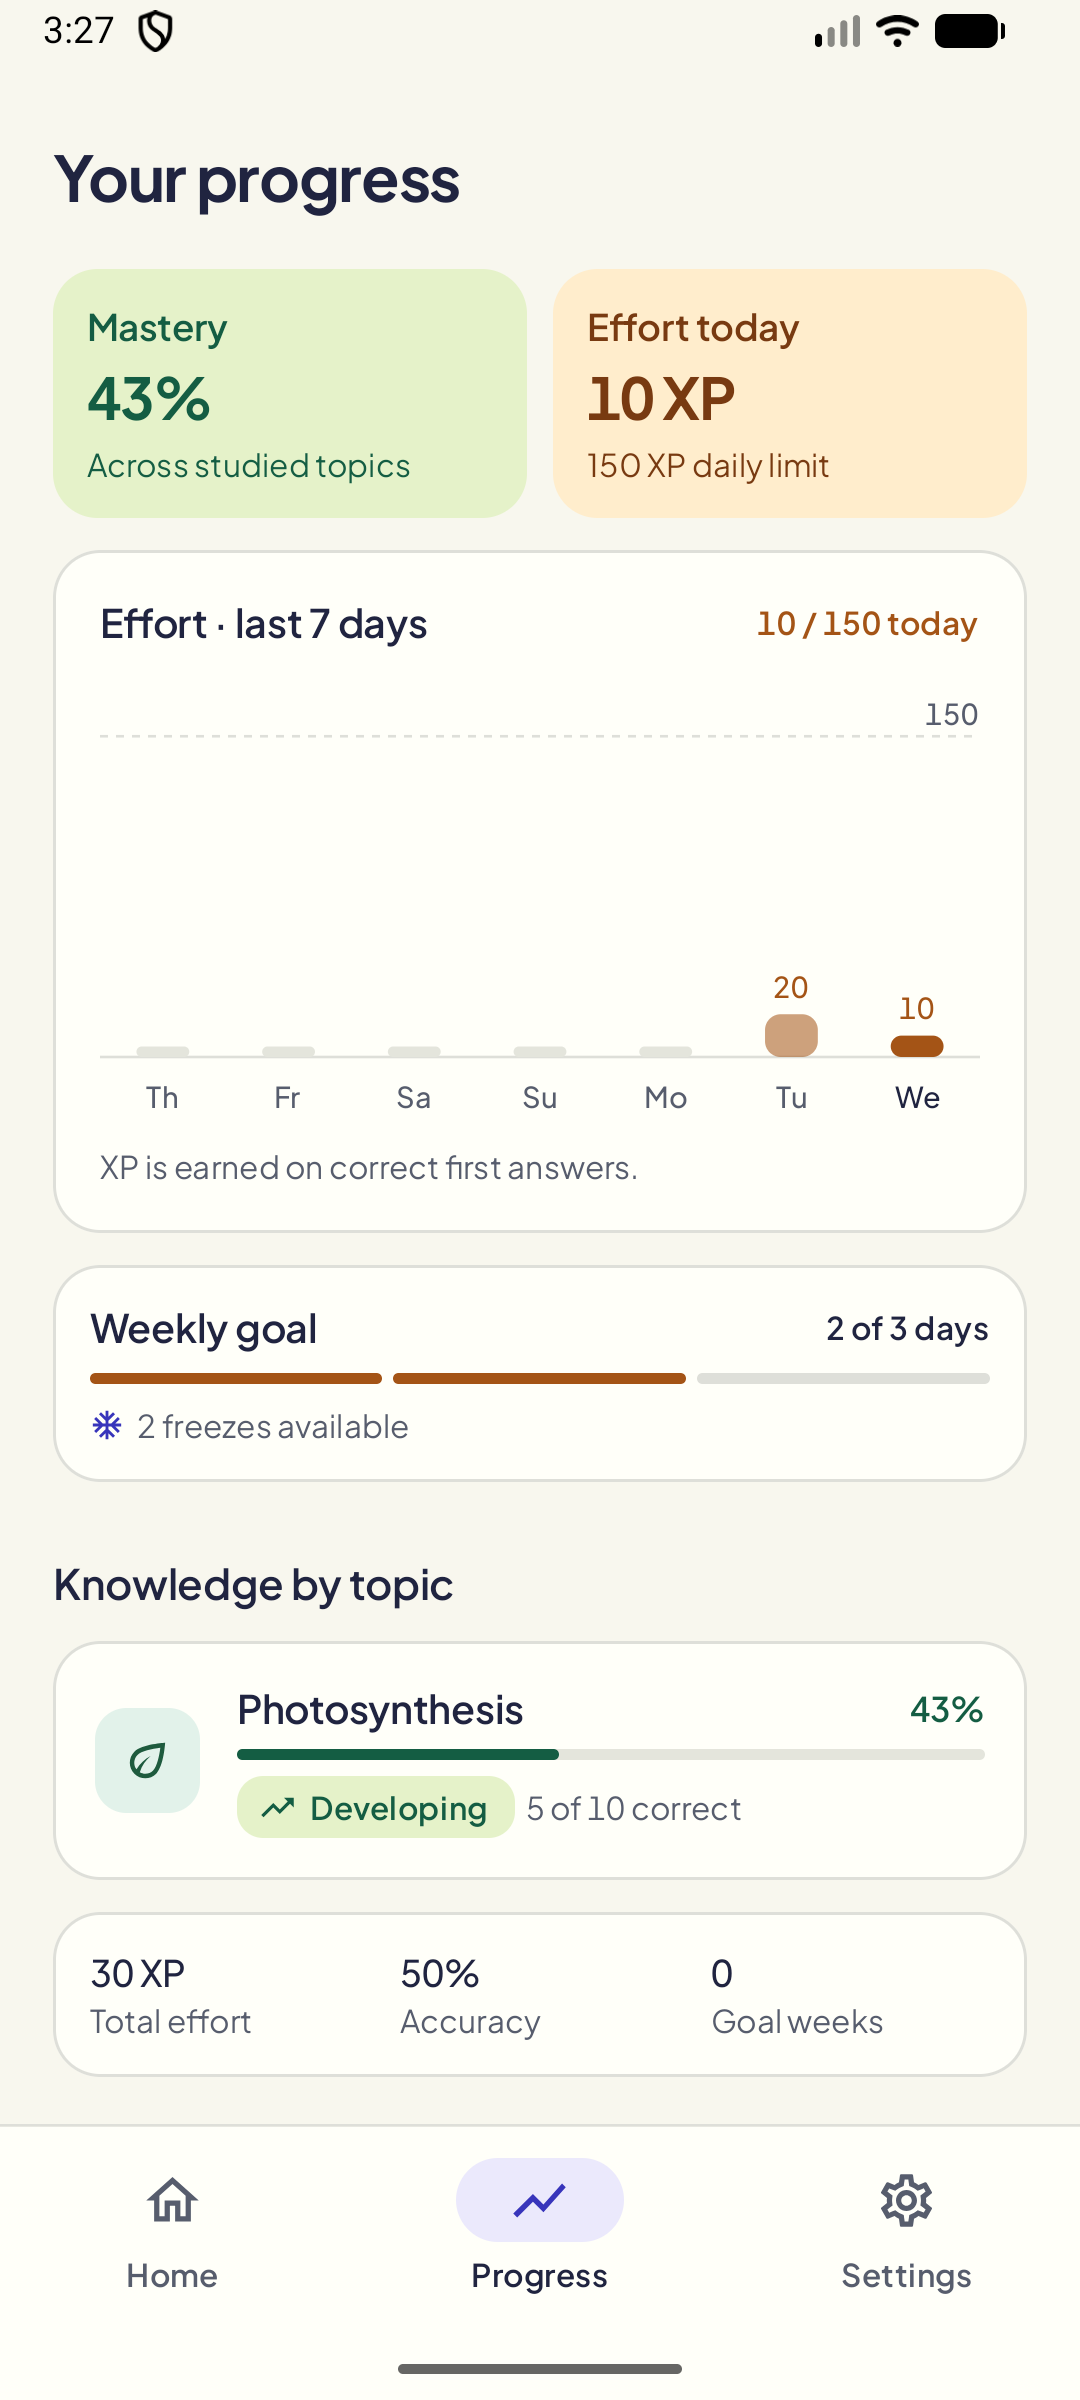 3:27
Your progress
Mastery
43%
Across studied topics
Effort today
10 XP
150 XP daily limit
Effort · last 7 days
10 / 150 today
150
20
10
Th Fr Sa Su Mo Tu We
XP is earned on correct first answers.
Weekly goal
2 of 3 days
2 freezes available
Knowledge by topic
Photosynthesis
43%
Developing
5 of 10 correct
30 XP
Total effort
50%
Accuracy
0
Goal weeks
Home
Progress
Settings